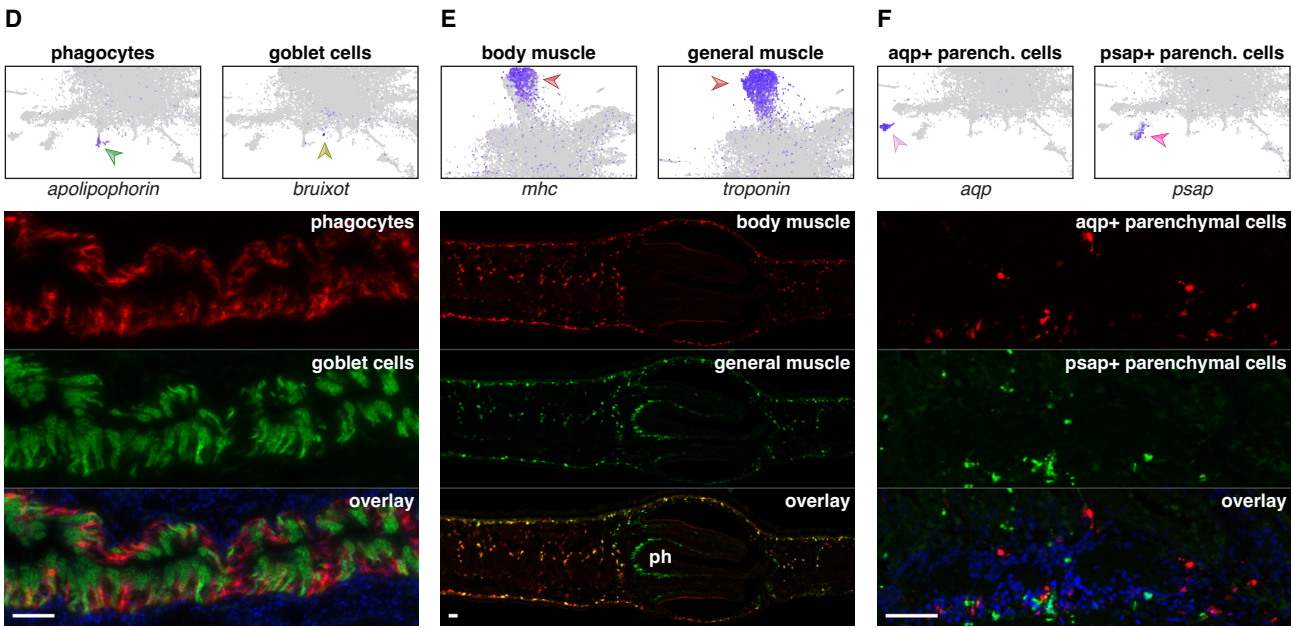 D
phagocytes
goblet cells
apolipophorin
bruixot
phagocytes
goblet cells
overlay
E
body muscle
general muscle
mhc
troponin
body muscle
general muscle
overlay
ph
F
aqp+ parench. cells
psap+ parench. cells
aqp
psap
aqp+ parenchymal cells
psap+ parenchymal cells
overlay